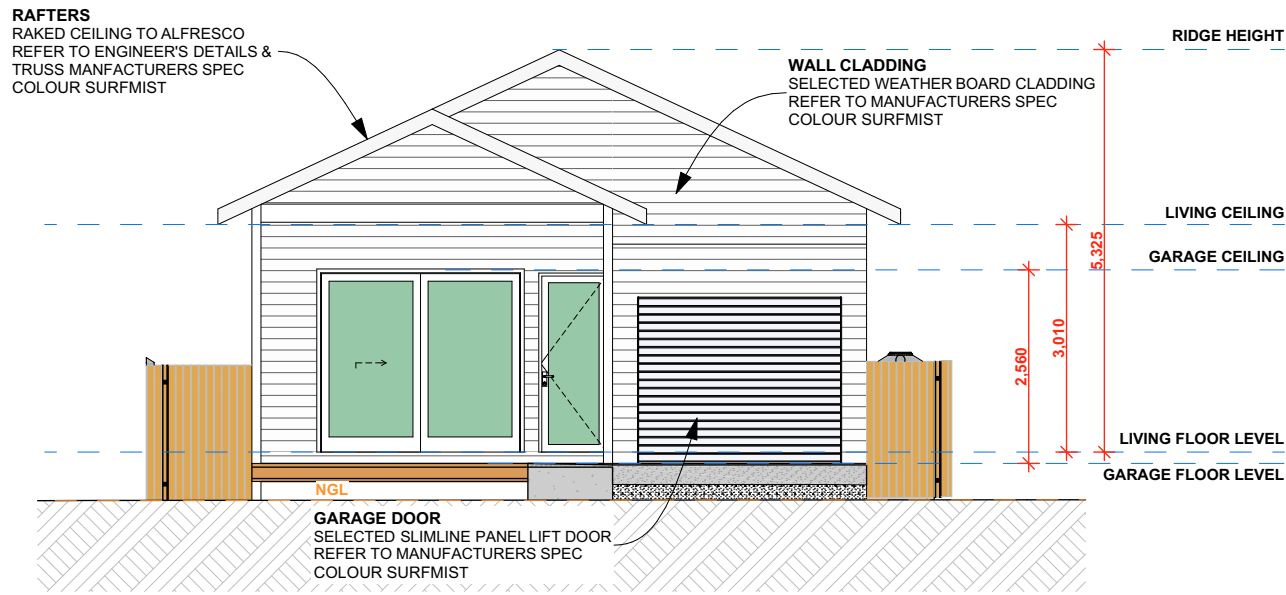 RAFTERS
RAKED CEILING TO ALFRESCO
REFER TO ENGINEER'S DETAILS &
TRUSS MANFACTURERS SPEC
COLOUR SURFMIST
RIDGE HEIGHT
WALL CLADDING
SELECTED WEATHER BOARD CLADDING
REFER TO MANUFACTURERS SPEC
COLOUR SURFMIST
LIVING CEILING
GARAGE CEILING
5,325
3,010
2,560
LIVING FLOOR LEVEL
GARAGE FLOOR LEVEL
NGL
GARAGE DOOR
SELECTED SLIMLINE PANEL LIFT DOOR
REFER TO MANUFACTURERS SPEC
COLOUR SURFMIST